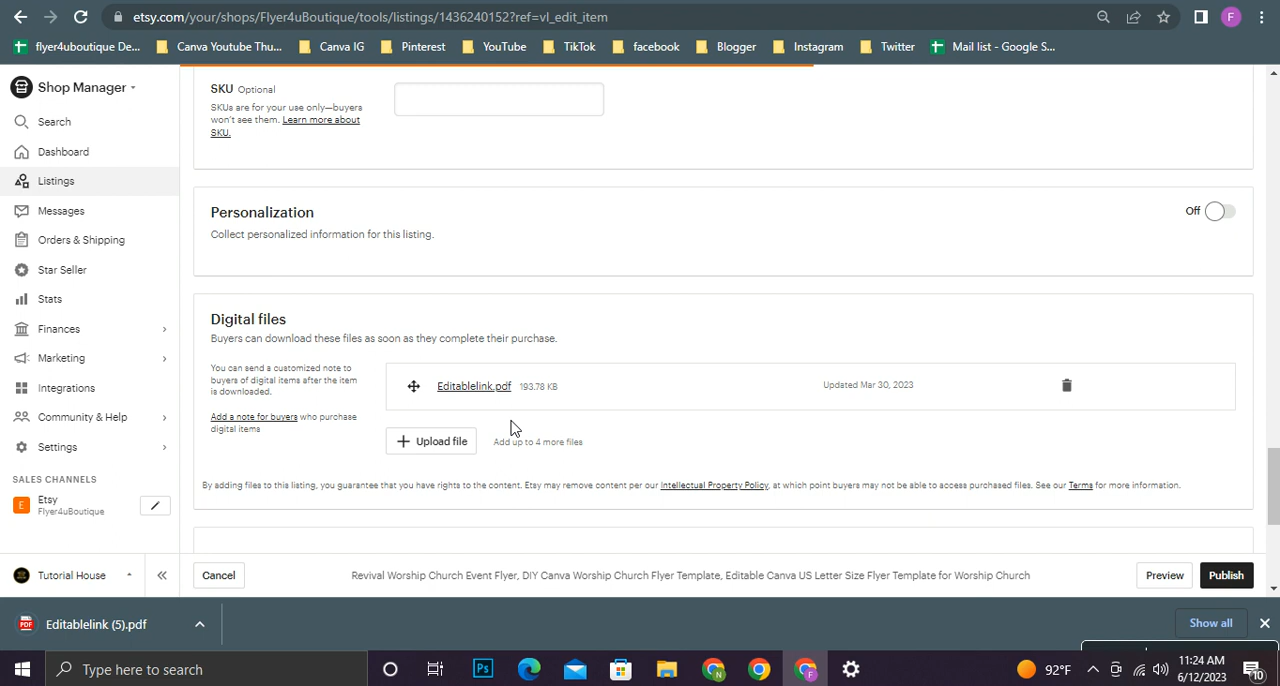 etsy.com/your/shops/Flyer4uBoutique/tools/listings/1436240152?ref=vl_edit_item
F
flyer4uboutique De...
Canva Youtube Thu...
Canva IG
Pinterest
YouTube
TikTok
facebook
Blogger
Instagram
Twitter
Mail list - Google S...
Shop Manager
Search
Dashboard
Listings
Messages
Orders & Shipping
Star Seller
Stats
Finances
Marketing
Integrations
Community & Help
Settings
SALES CHANNELS
E
Etsy
Flyer4uBoutique
Tutorial House
SKU Optional
SKUs are for your use only—buyers
won't see them. Learn more about
SKU.
Personalization
Off
Collect personalized information for this listing.
Digital files
Buyers can download these files as soon as they complete their purchase.
You can send a customized note to
buyers of digital items after the item
is downloaded.
Add a note for buyers who purchase
digital items
Editablelink.pdf 193.78 KB
Updated Mar 30, 2023
Upload file
Add up to 4 more files
By adding files to this listing, you guarantee that you have rights to the content. Etsy may remove content per our Intellectual Property Policy, at which point buyers may not be able to access purchased files. See our Terms for more information.
Cancel
Revival Worship Church Event Flyer, DIY Canva Worship Church Flyer Template, Editable Canva US Letter Size Flyer Template for Worship Church
Preview
Publish
PDF
Editablelink (5).pdf
Show all
Type here to search
Ps
N
F
92°F
11:24 AM
6/12/2023
10